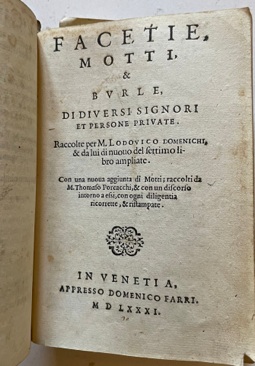 FACETIE,
MOTTI,
&
BVRLE,
DI DIVERSI SIGNORI
ET PERSONE PRIVATE.
Raccolte per M. LODOVICO DOMENICHI,
& da lui di nuouo del settimo li-
bro ampliate.
Con una nuoua aggiunta di Motti; raccolti da
M. Thomaso Porcacchi, & con un discorso
intorno a essi, con ogni diligentia
ricorrette, & ristampate.
IN VENETIA,
APPRESSO DOMENICO FARRI,
M D LXXXI.